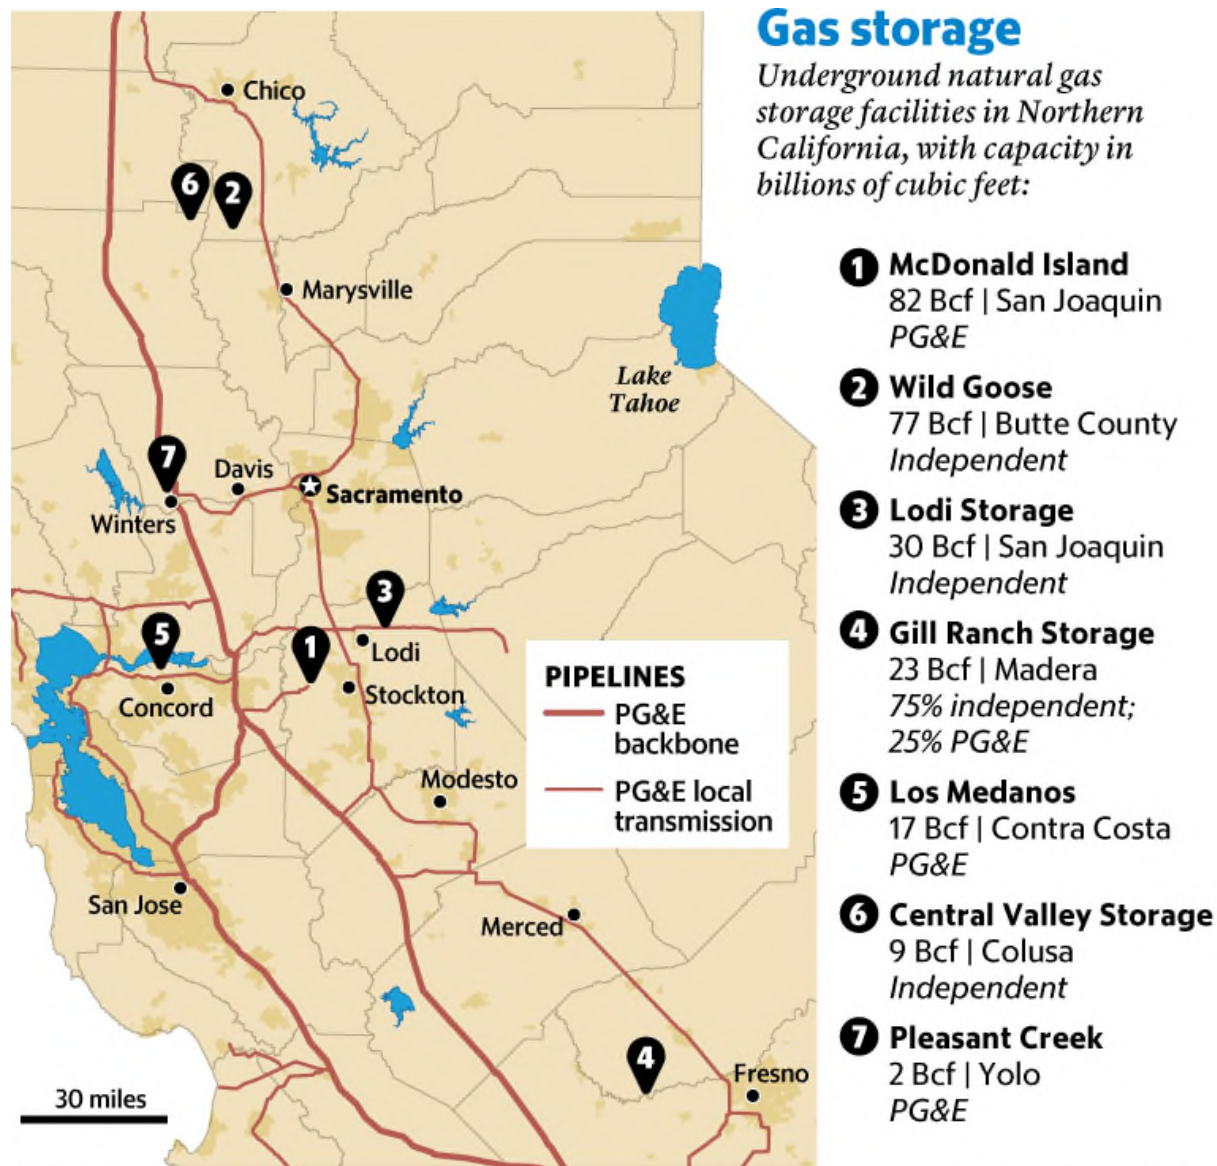 Gas storage
Underground natural gas
storage facilities in Northern
California, with capacity in
billions of cubic feet:
1 McDonald Island
82 Bcf | San Joaquin
PG&E
2 Wild Goose
77 Bcf | Butte County
Independent
3 Lodi Storage
30 Bcf | San Joaquin
Independent
4 Gill Ranch Storage
23 Bcf | Madera
75% independent;
25% PG&E
5 Los Medanos
17 Bcf | Contra Costa
PG&E
6 Central Valley Storage
9 Bcf | Colusa
Independent
7 Pleasant Creek
2 Bcf | Yolo
PG&E
Chico
6
2
Marysville
Lake
Tahoe
7
Davis
Sacramento
Winters
3
5
1
Lodi
Concord
Stockton
PIPELINES
PG&E
backbone
PG&E local
transmission
Modesto
San Jose
Merced
4
Fresno
30 miles